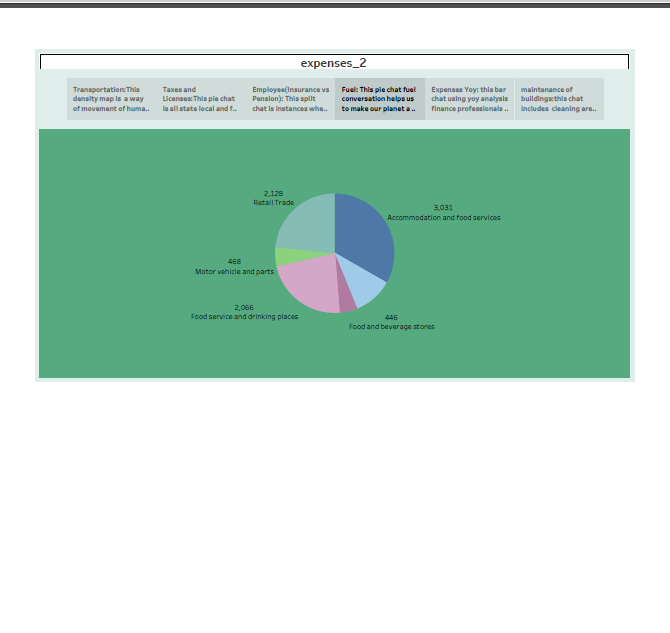 expenses_2
Transportation:This
density map is a way
of movement of huma..
Taxes and
Licenses:This pie chat
is all state local and f..
Employee(Insurance vs
Pension): This split
chat is instances whe..
Fuel: This pie chat fuel
conversation helps us
to make our planet a ..
Expenses Yoy: this bar
chat using yoy analysis
finance professionals ..
maintenance of
buildings:this chat
includes cleaning are..
2,128
Retail Trade
3,031
Accommodation and food services
468
Motor vehicle and parts
2,066
Food service and drinking places
446
Food and beverage stores